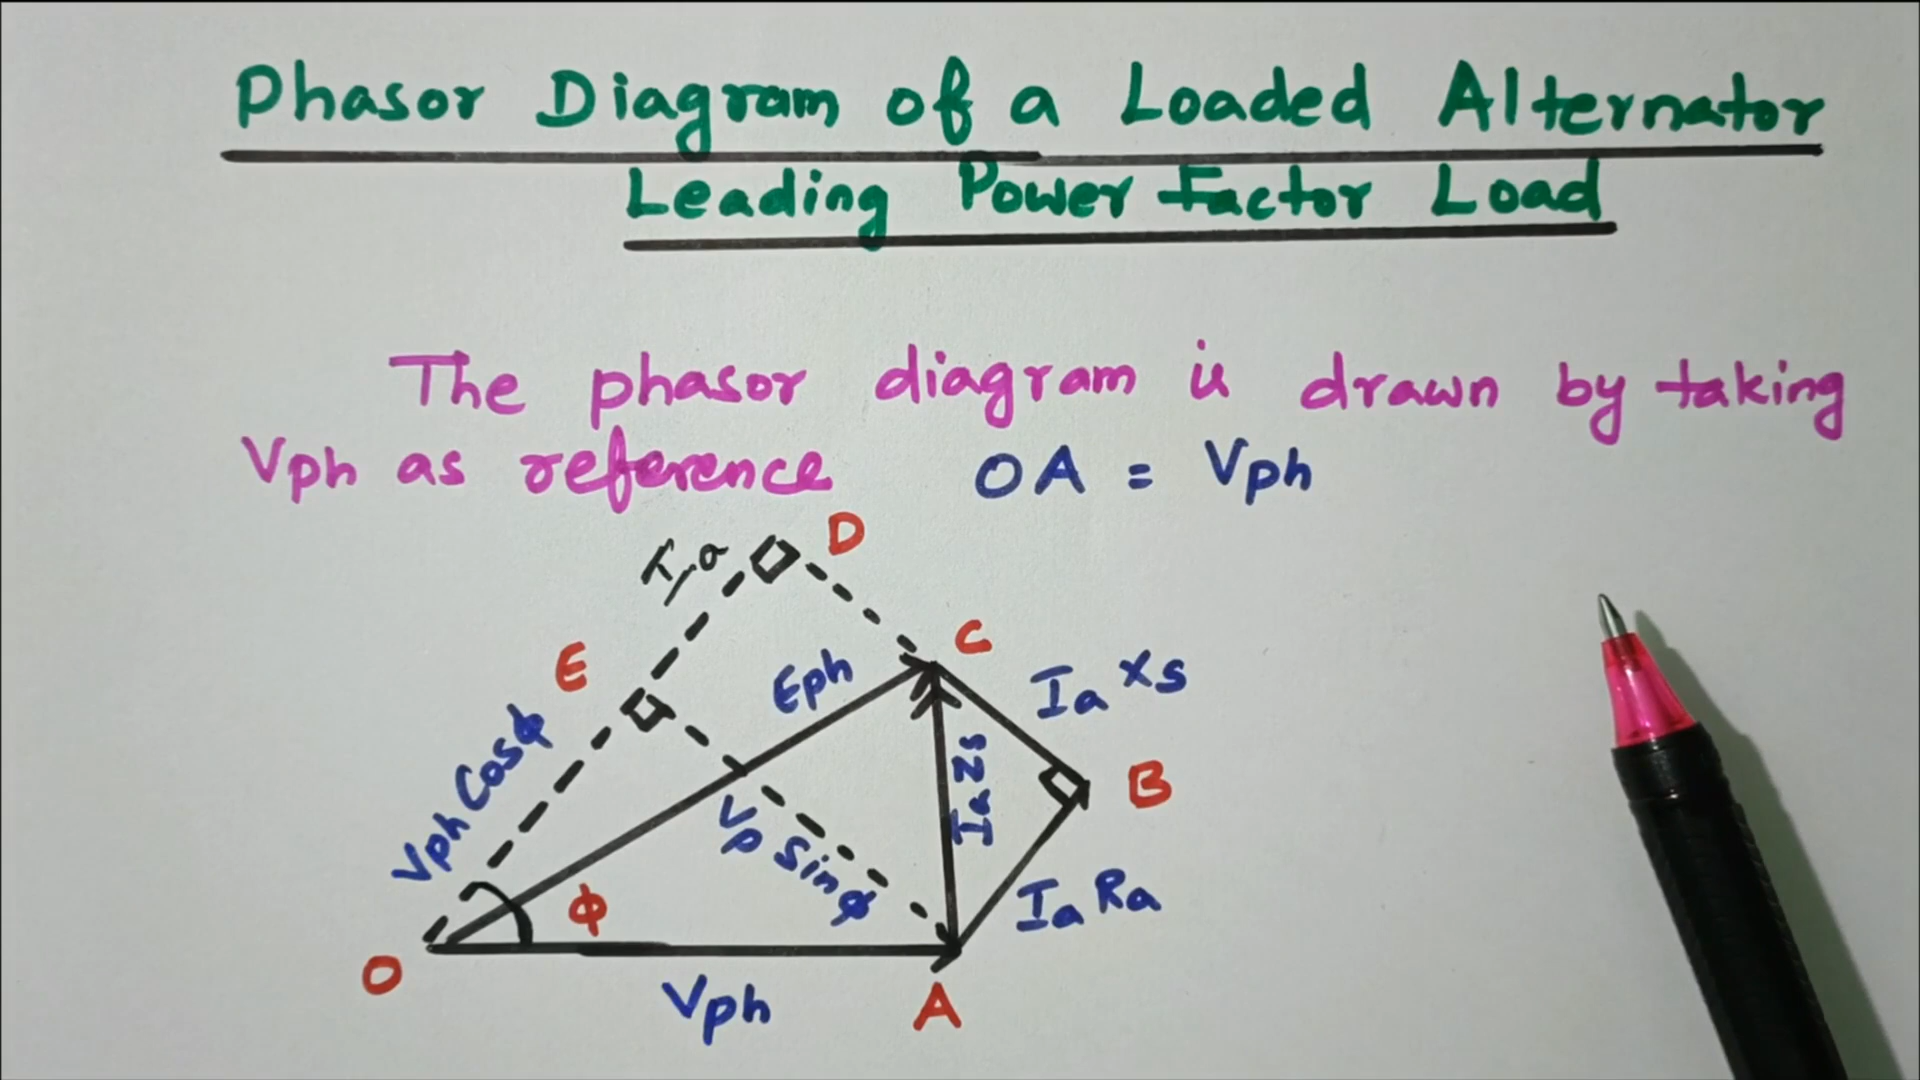 Phasor Diagram of a Loaded Alternator
Leading Power Factor Load
The phasor diagram is drawn by taking
Vph as reference OA = Vph
D
E
C
Eph
Ia Xs
Vph Cosϕ
Ia Zs
B
Vp Sinϕ
Ia Ra
ϕ
O
Vph
A